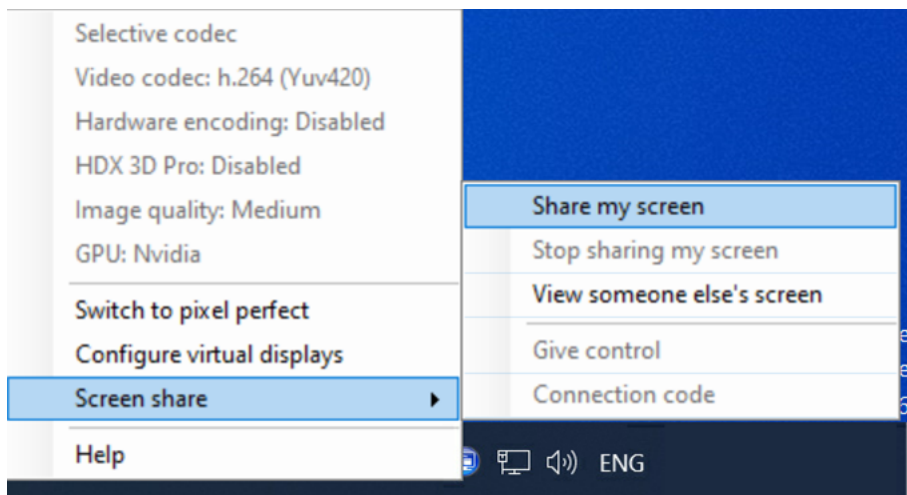 Selective codec
Video codec: h.264 (Yuv420)
Hardware encoding: Disabled
HDX 3D Pro: Disabled
Image quality: Medium
GPU: Nvidia
Switch to pixel perfect
Configure virtual displays
Screen share
Help
Share my screen
Stop sharing my screen
View someone else's screen
Give control
Connection code
ENG